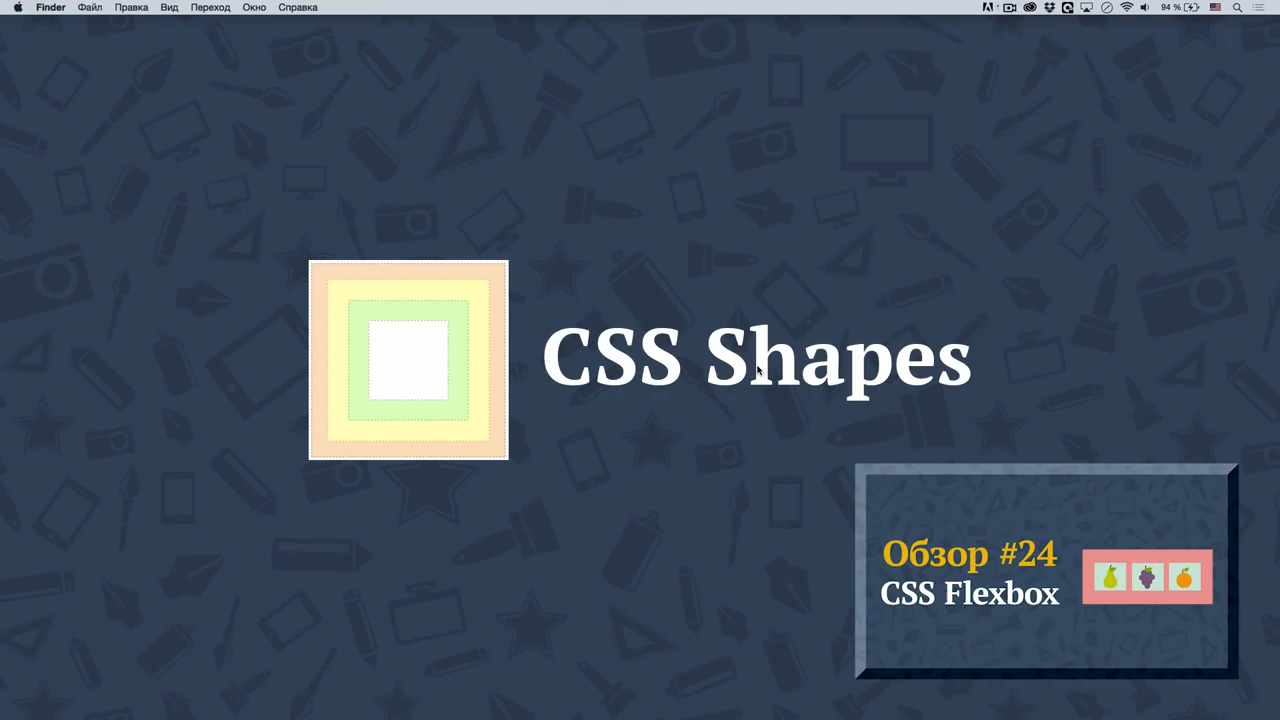 Finder Файл Правка Вид Переход Окно Справка
94 %
CSS Shapes
Обзор #24
CSS Flexbox